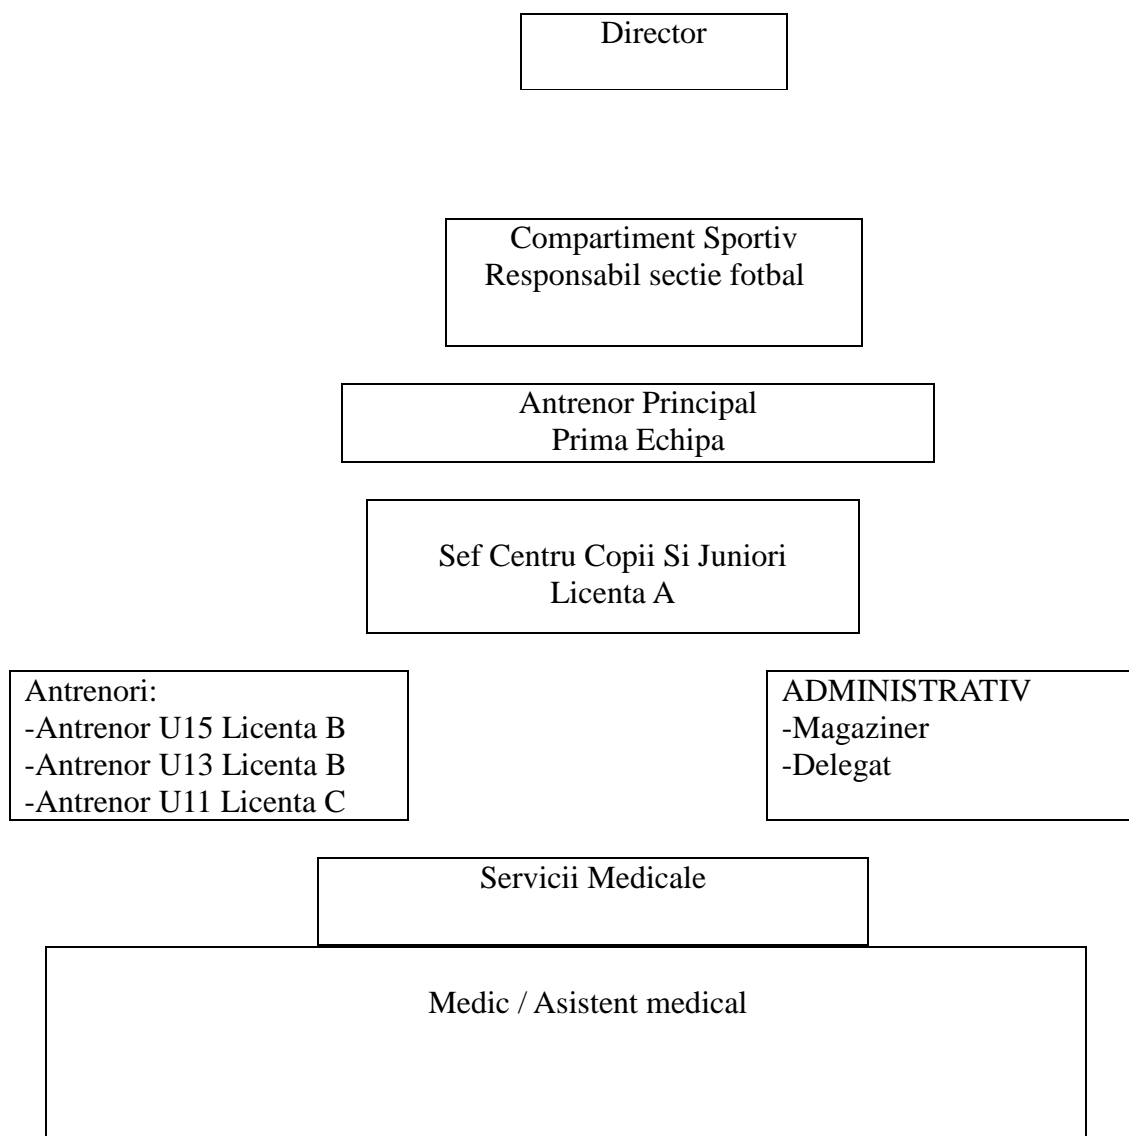 Director
Compartiment Sportiv
Responsabil sectie fotbal
Antrenor Principal
Prima Echipa
Sef Centru Copii Si Juniori
Licenta A
Antrenori:
-Antrenor U15 Licenta B
-Antrenor U13 Licenta B
-Antrenor U11 Licenta C
ADMINISTRATIV
-Magaziner
-Delegat
Servicii Medicale
Medic / Asistent medical